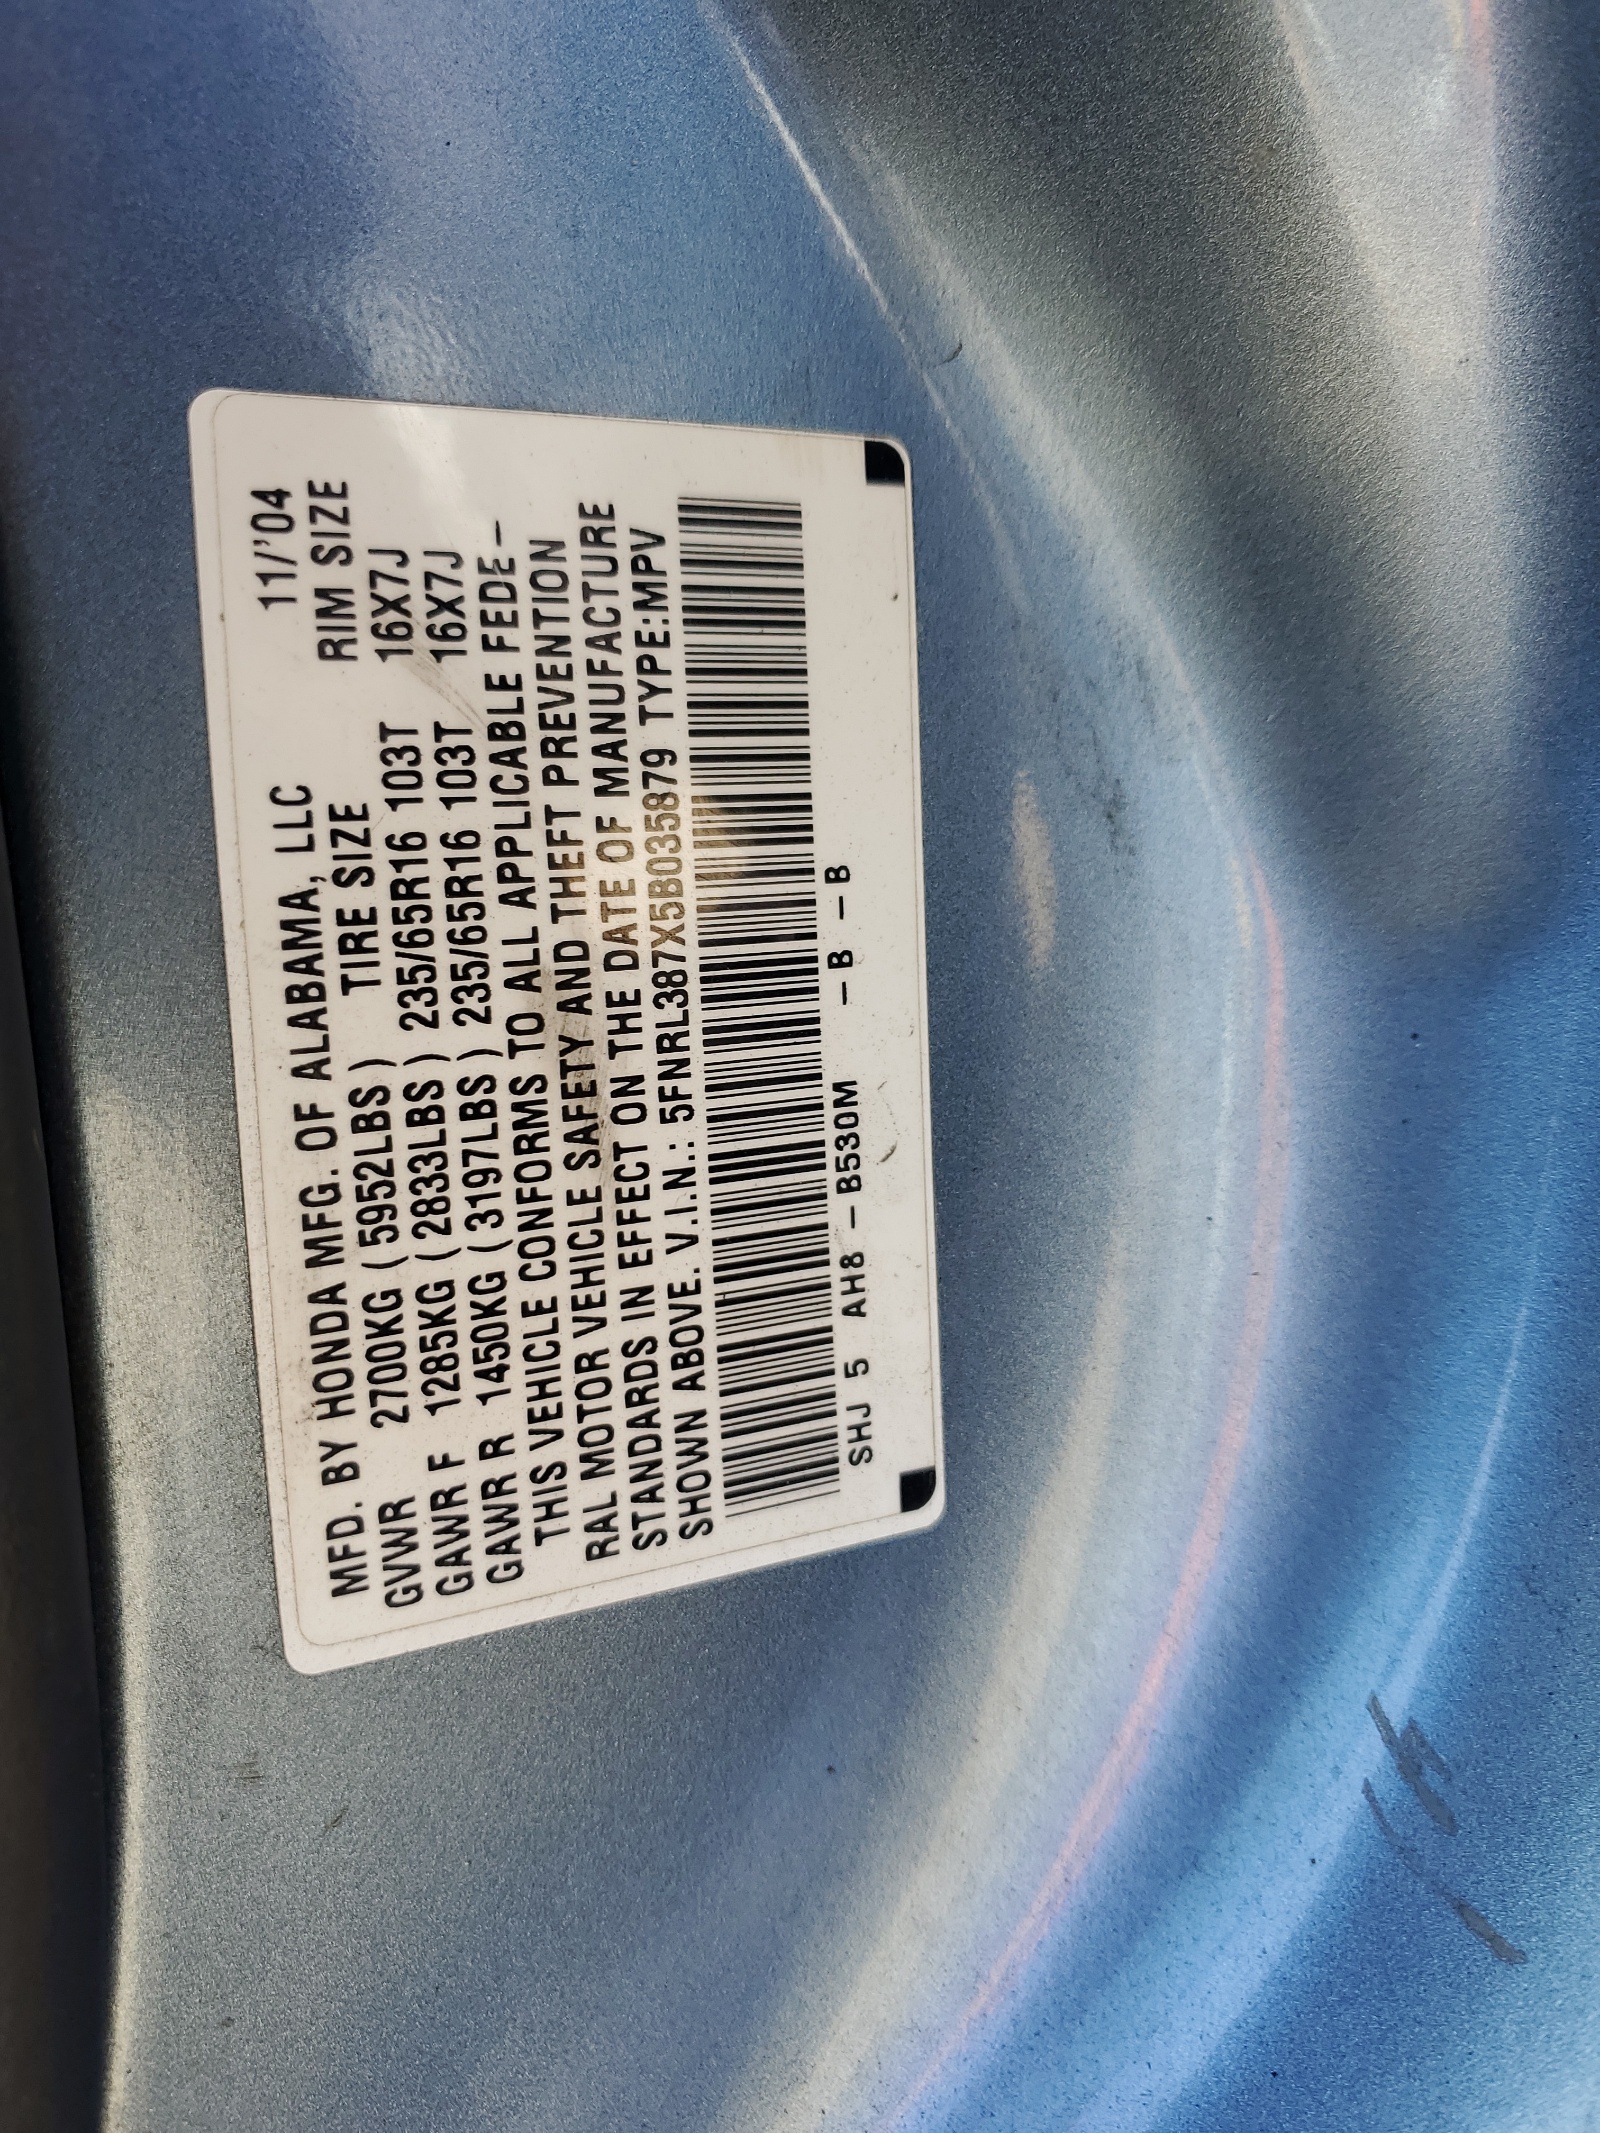 MFD. BY HONDA MFG. OF ALABAMA, LLC 11/'04
GVWR 2700KG ( 5952LBS ) TIRE SIZE RIM SIZE
GAWR F 1285KG ( 2833LBS ) 235/65R16 103T 16X7J
GAWR R 1450KG ( 3197LBS ) 235/65R16 103T 16X7J
THIS VEHICLE CONFORMS TO ALL APPLICABLE FEDE-
RAL MOTOR VEHICLE SAFETY AND THEFT PREVENTION
STANDARDS IN EFFECT ON THE DATE OF MANUFACTURE
SHOWN ABOVE. V.I.N.: 5FNRL387X5B035879 TYPE:MPV
SHJ 5 AH8 - B530M - B - B